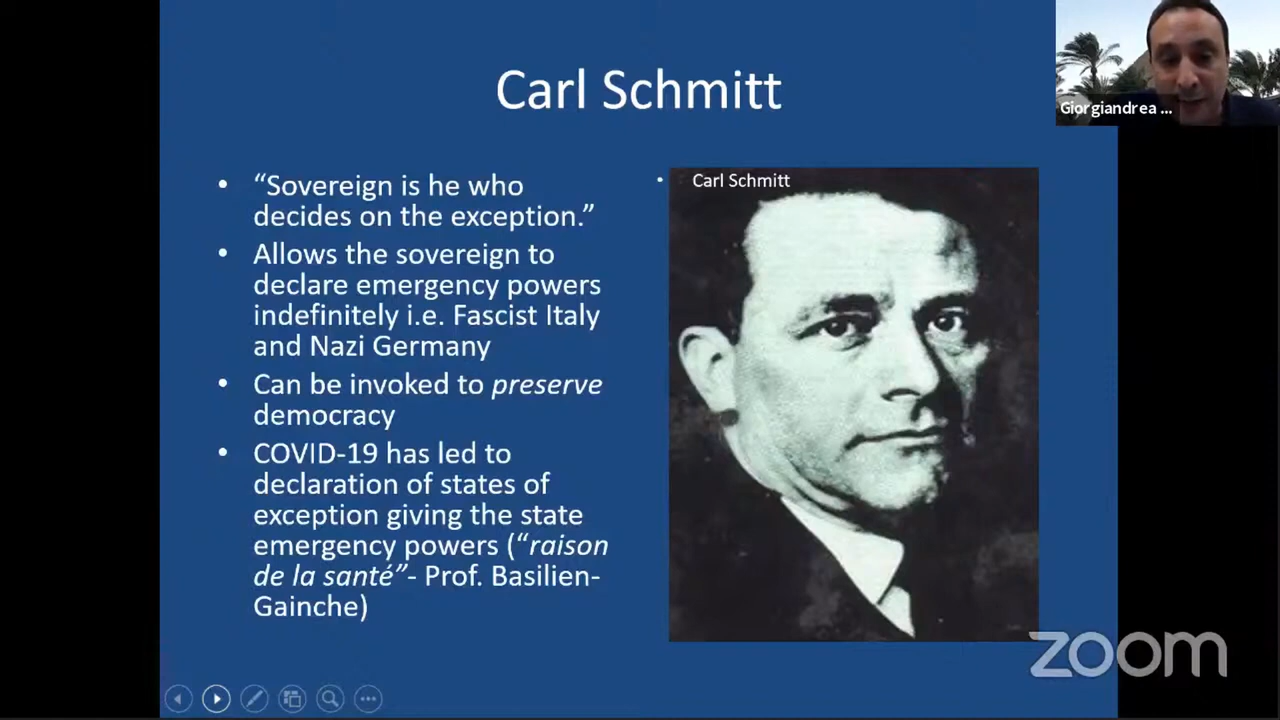 Carl Schmitt
Giorgiandrea ...
• “Sovereign is he who
decides on the exception.”
• Allows the sovereign to
declare emergency powers
indefinitely i.e. Fascist Italy
and Nazi Germany
• Can be invoked to preserve
democracy
• COVID-19 has led to
declaration of states of
exception giving the state
emergency powers (“raison
de la santé”- Prof. Basilien-
Gainche)
• Carl Schmitt
zoom